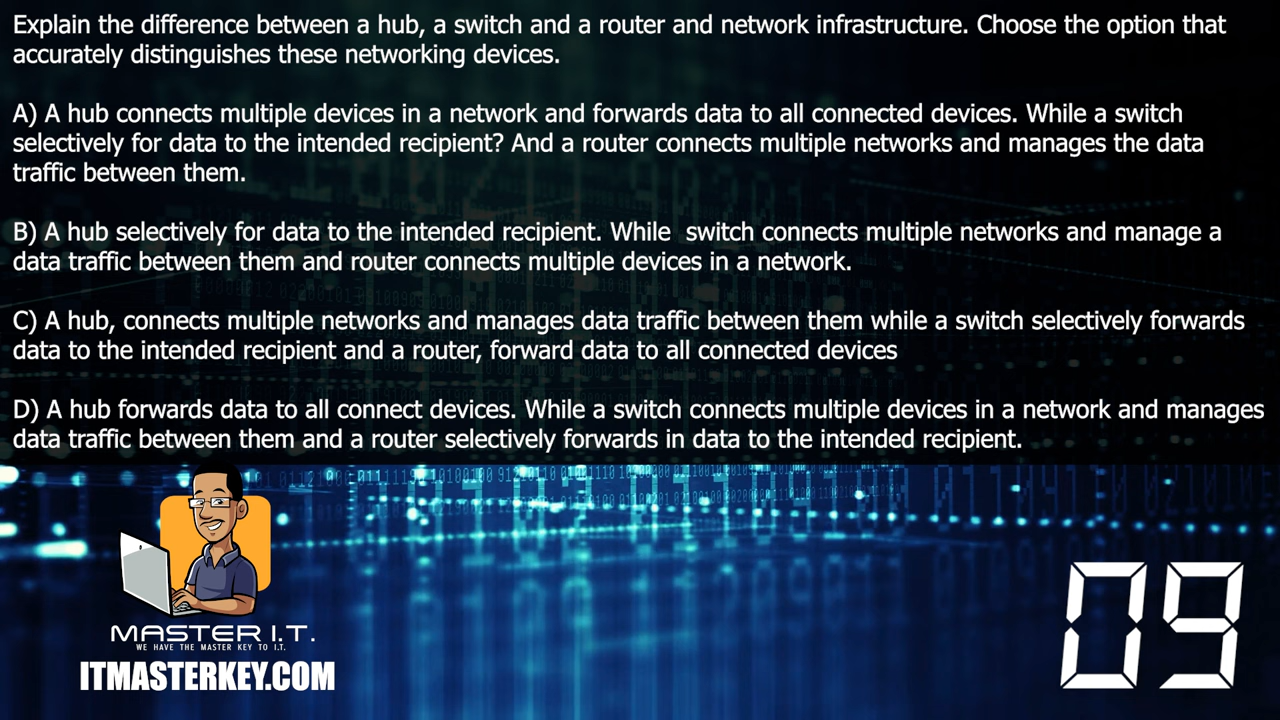 Explain the difference between a hub, a switch and a router and network infrastructure. Choose the option that
accurately distinguishes these networking devices.
A) A hub connects multiple devices in a network and forwards data to all connected devices. While a switch
selectively for data to the intended recipient? And a router connects multiple networks and manages the data
traffic between them.
B) A hub selectively for data to the intended recipient. While  switch connects multiple networks and manage a
data traffic between them and router connects multiple devices in a network.
C) A hub, connects multiple networks and manages data traffic between them while a switch selectively forwards
data to the intended recipient and a router, forward data to all connected devices
D) A hub forwards data to all connect devices. While a switch connects multiple devices in a network and manages
data traffic between them and a router selectively forwards in data to the intended recipient.
MASTER I.T.
WE HAVE THE MASTER KEY TO I.T.
ITMASTERKEY.COM
09